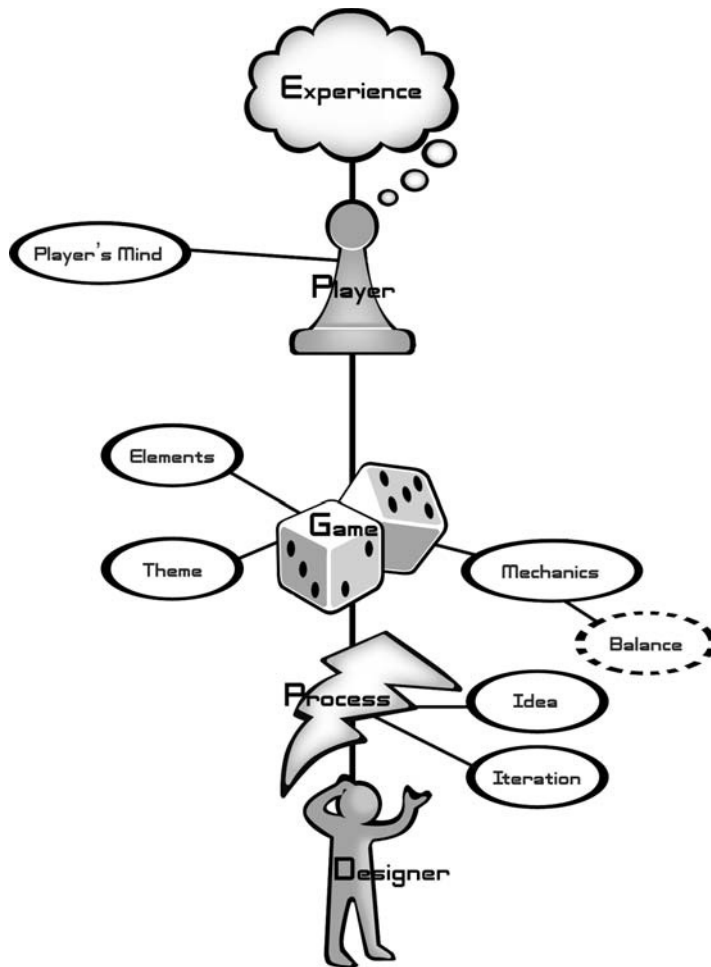 Experience
Player's Mind
Player
Elements
Game
Theme
Mechanics
Balance
Process
Idea
Iteration
Designer